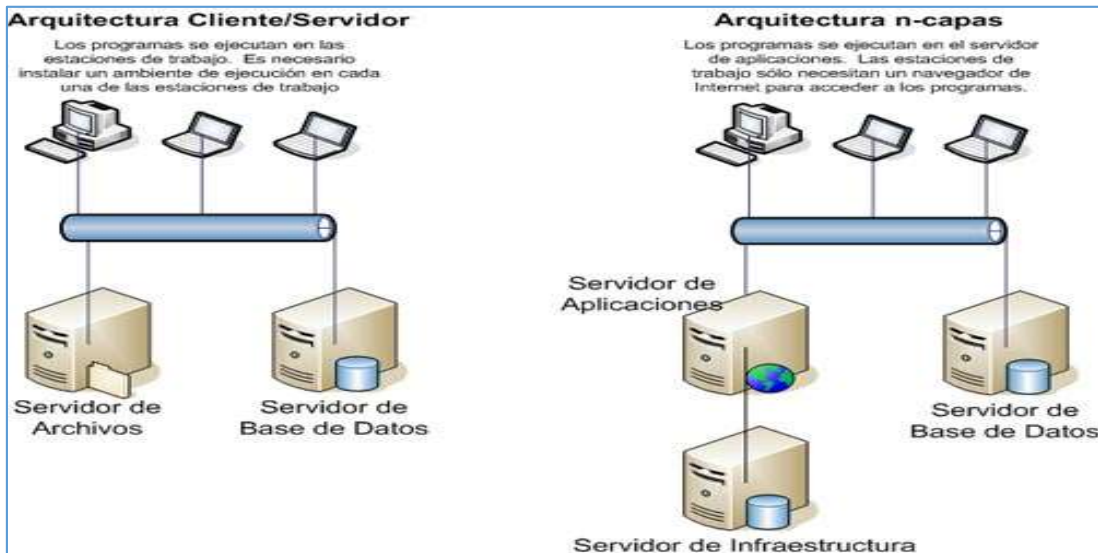 Arquitectura Cliente/Servidor
Los programas se ejecutan en las
estaciones de trabajo. Es necesario
instalar un ambiente de ejecución en cada
una de las estaciones de trabajo
Servidor de
Archivos
Servidor de
Base de Datos
Arquitectura n-capas
Los programas se ejecutan en el servidor
de aplicaciones. Las estaciones de
trabajo sólo necesitan un navegador de
Internet para acceder a los programas.
Servidor de
Aplicaciones
Servidor de
Base de Datos
Servidor de Infraestructura